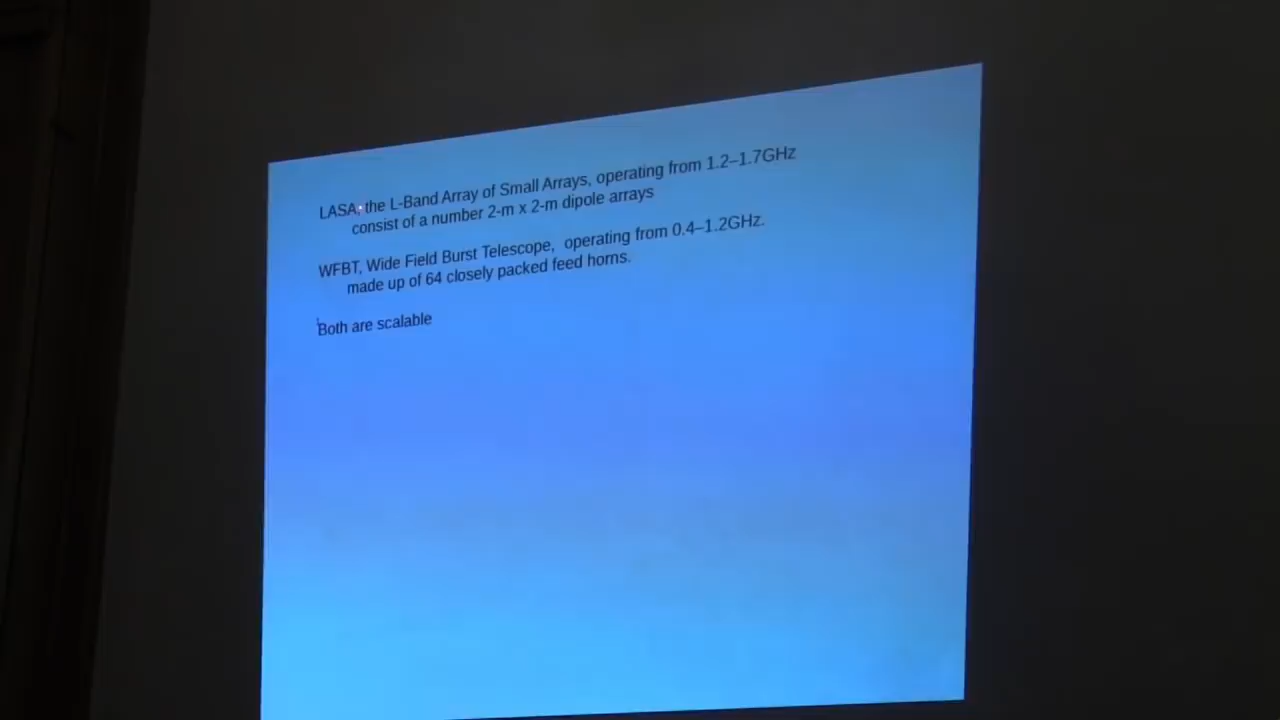 LASA, the L-Band Array of Small Arrays, operating from 1.2–1.7GHz
consist of a number 2-m x 2-m dipole arrays
WFBT, Wide Field Burst Telescope, operating from 0.4–1.2GHz.
made up of 64 closely packed feed horns.
Both are scalable